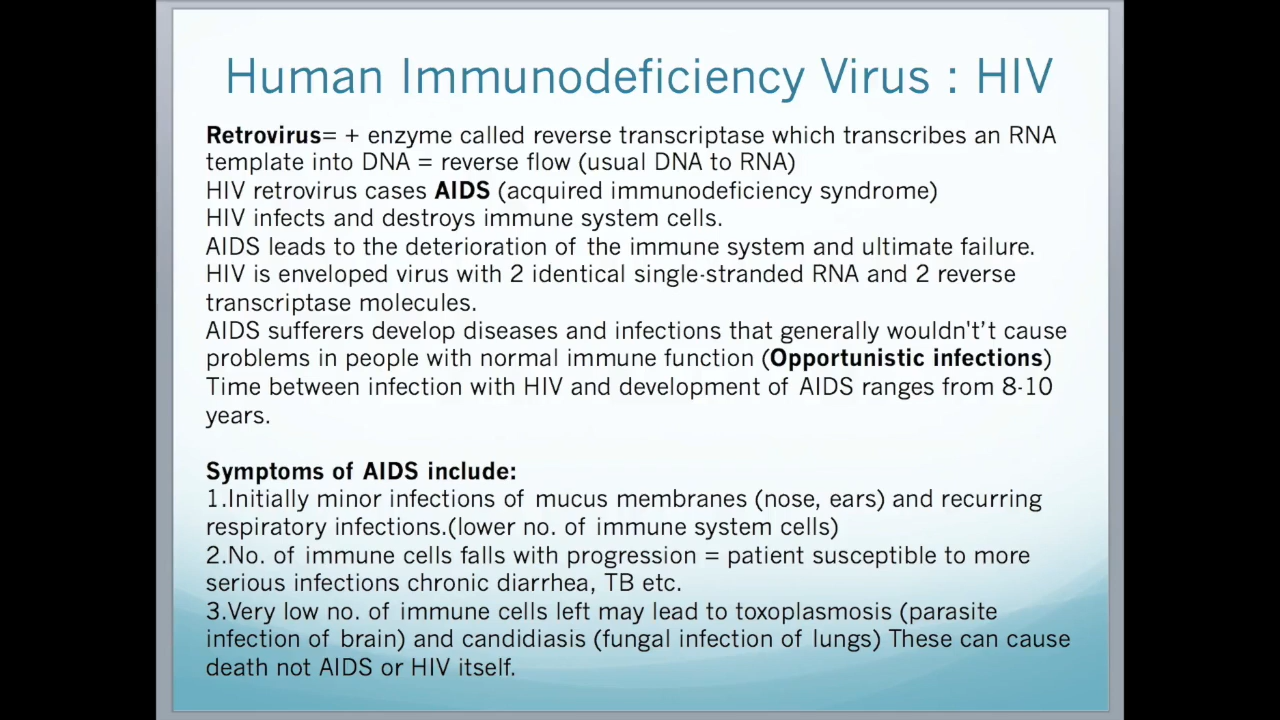 Human Immunodeficiency Virus : HIV
Retrovirus= + enzyme called reverse transcriptase which transcribes an RNA
template into DNA = reverse flow (usual DNA to RNA)
HIV retrovirus cases AIDS (acquired immunodeficiency syndrome)
HIV infects and destroys immune system cells.
AIDS leads to the deterioration of the immune system and ultimate failure.
HIV is enveloped virus with 2 identical single-stranded RNA and 2 reverse
transcriptase molecules.
AIDS sufferers develop diseases and infections that generally wouldn't’t cause
problems in people with normal immune function (Opportunistic infections)
Time between infection with HIV and development of AIDS ranges from 8-10
years.
Symptoms of AIDS include:
1.Initially minor infections of mucus membranes (nose, ears) and recurring
respiratory infections.(lower no. of immune system cells)
2.No. of immune cells falls with progression = patient susceptible to more
serious infections chronic diarrhea, TB etc.
3.Very low no. of immune cells left may lead to toxoplasmosis (parasite
infection of brain) and candidiasis (fungal infection of lungs) These can cause
death not AIDS or HIV itself.